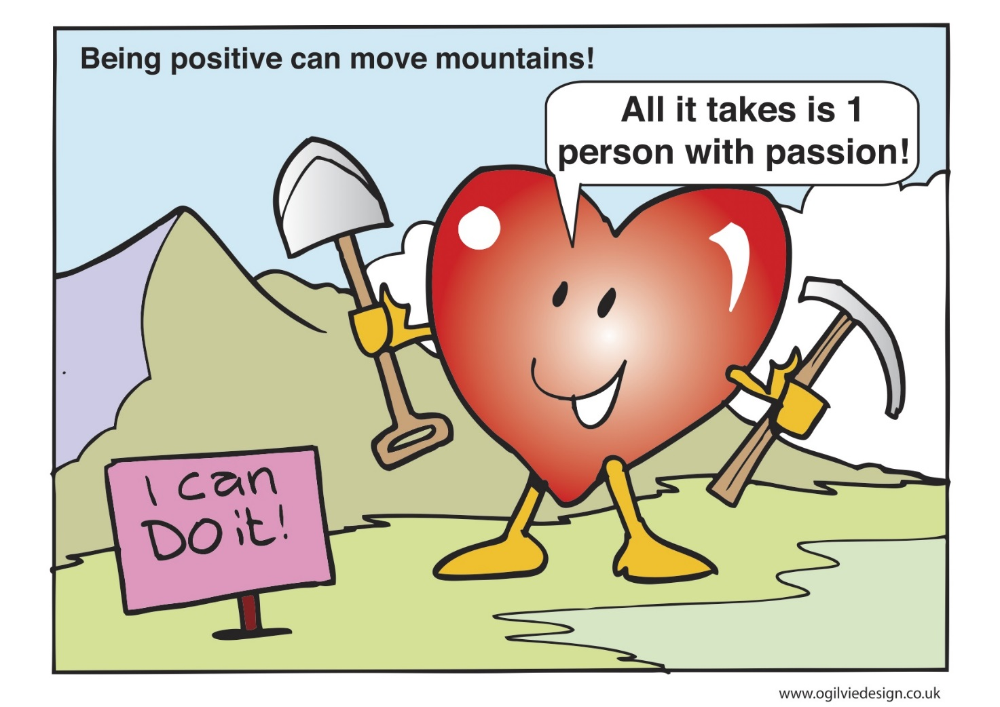 Being positive can move mountains!
All it takes is 1
person with passion!
I can
DO it!
www.ogilviedesign.co.uk